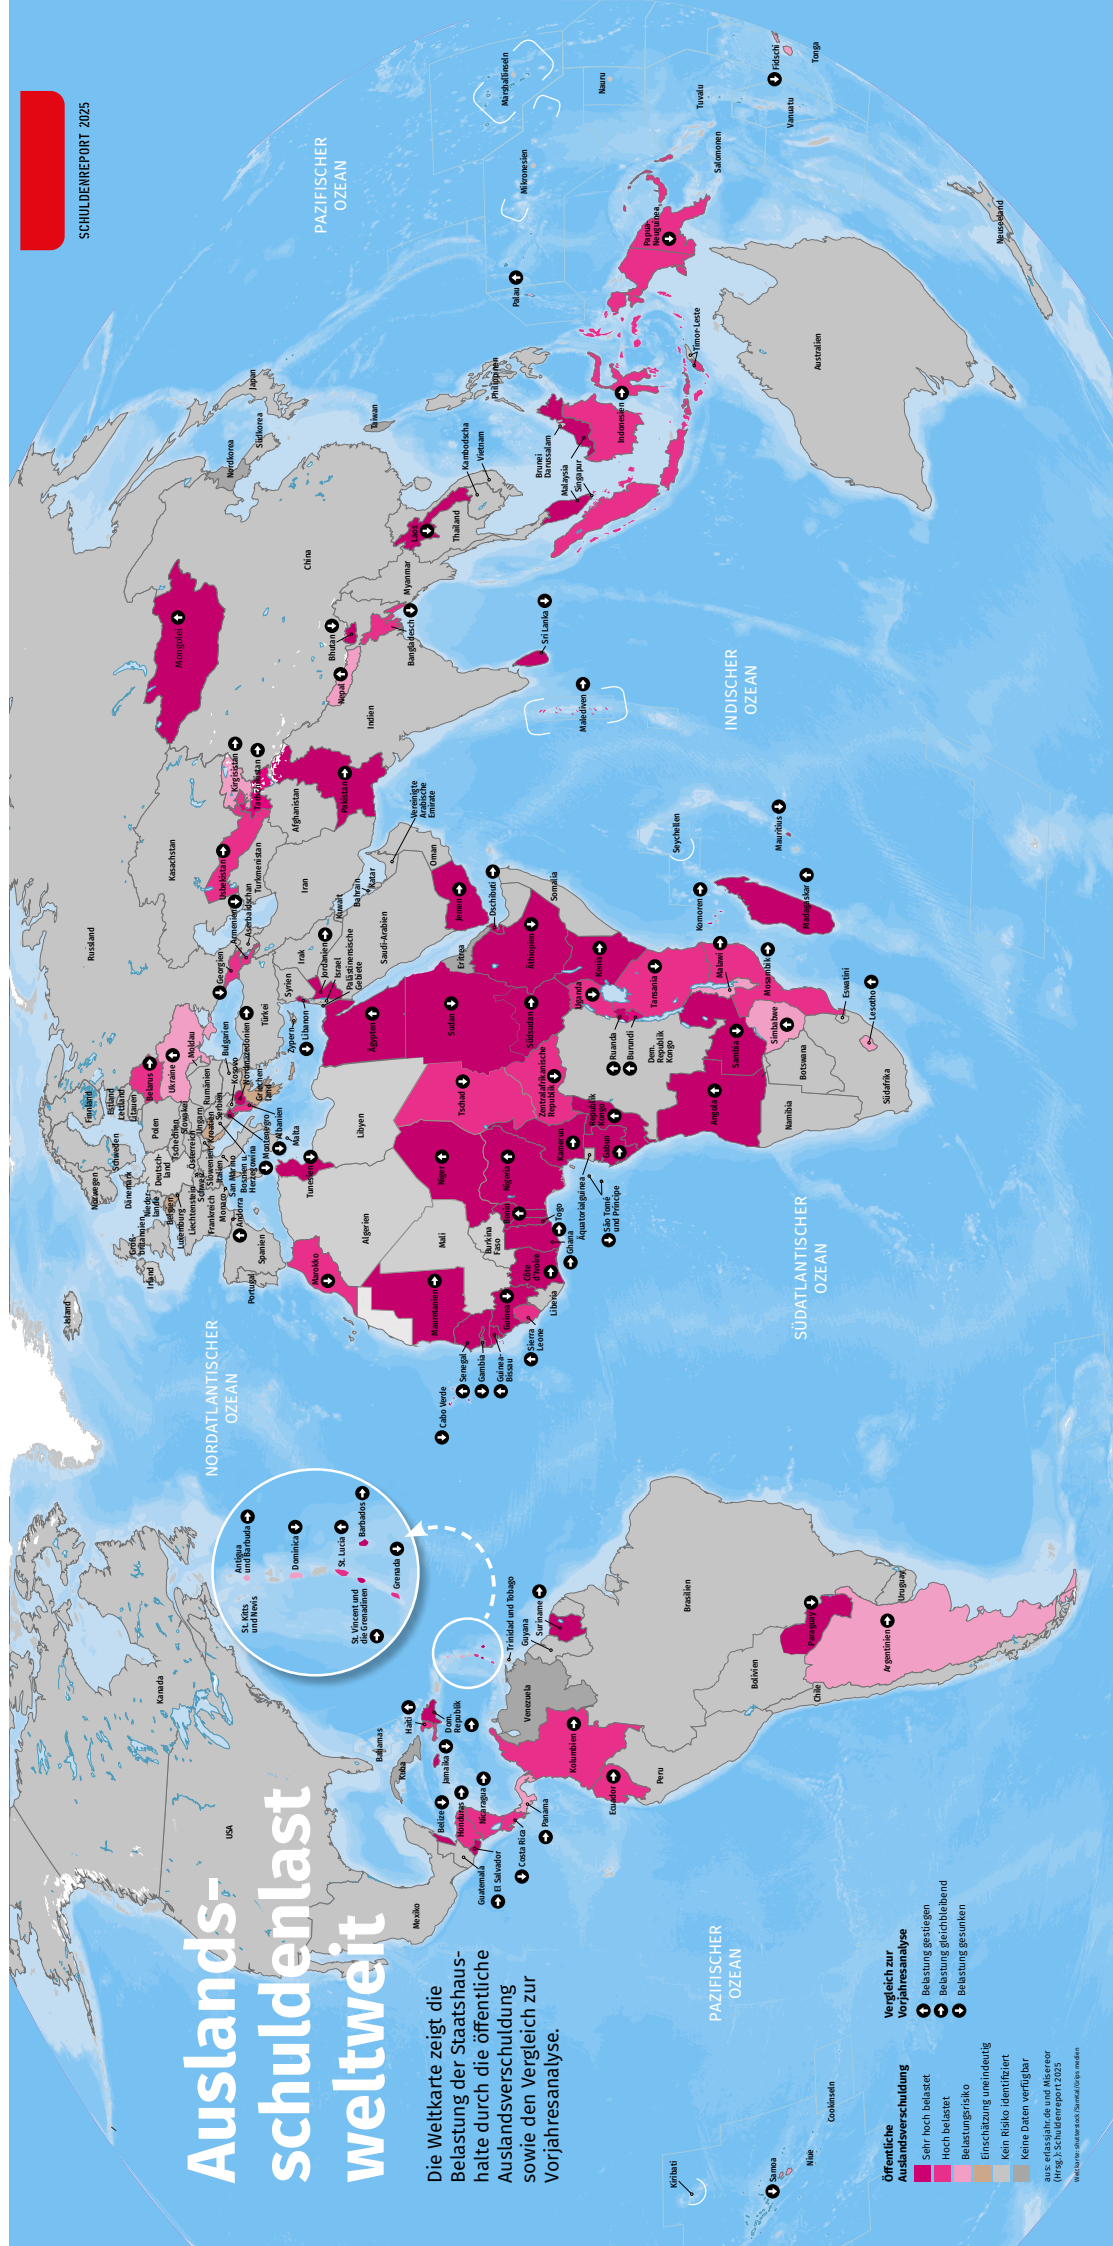 SCHULDENREPORT 2025
Auslands-
schuldenlast
weltweit
Die Weltkarte zeigt die
Belastung der Staatshaus-
halte durch die öffentliche
Auslandsverschuldung
sowie den Vergleich zur
Vorjahresanalyse.
PAZIFISCHER
OZEAN
NORDATLANTISCHER
OZEAN
SÜDATLANTISCHER
OZEAN
INDISCHER
OZEAN
PAZIFISCHER
OZEAN
Kanada
USA
Mexiko
Guatemala
El Salvador
Belize
Honduras
Nicaragua
Costa Rica
Panama
Bahamas
Kuba
Jamaika
Haiti
Dom.
Republik
St. Kitts
und Nevis
Antigua
und Barbuda
Dominica
St. Lucia
Barbados
St. Vincent und
die Grenadinen
Grenada
Trinidad und Tobago
Guyana
Suriname
Venezuela
Kolumbien
Ecuador
Peru
Brasilien
Bolivien
Paraguay
Chile
Argentinien
Uruguay
Kiribati
Samoa
Niue
Cookinseln
Island
Irland
Groß-
britannien
Norwegen
Schweden
Finnland
Dänemark
Estland
Lettland
Litauen
Nieder-
lande
Belgien
Luxemburg
Deutsch-
land
Polen
Tschechien
Slowakei
Österreich
Ungarn
Liechtenstein
Schweiz
Slowenien
Kroatien
Frankreich
Monaco
San Marino
Italien
Bosnien u.
Herzegowina
Serbien
Rumänien
Moldau
Ukraine
Belarus
Bulgarien
Kosovo
Nordmazedonien
Montenegro
Albanien
Griechen-
land
Malta
Andorra
Spanien
Portugal
Russland
Türkei
Zypern
Georgien
Armenien
Aserbaidschan
Kasachstan
Usbekistan
Turkmenistan
Kirgisistan
Tadschikistan
Afghanistan
Pakistan
Iran
Irak
Syrien
Libanon
Jordanien
Israel
Palästinensische
Gebiete
Kuwait
Bahrain
Katar
Saudi-Arabien
Vereinigte
Arabische
Emirate
Oman
Jemen
Marokko
Algerien
Tunesien
Libyen
Ägypten
Mauretanien
Mali
Niger
Tschad
Sudan
Eritrea
Dschibuti
Äthiopien
Somalia
Cabo Verde
Senegal
Gambia
Guinea-
Bissau
Guinea
Sierra
Leone
Liberia
Côte
d'Ivoire
Burkina
Faso
Ghana
Togo
Benin
Nigeria
Kamerun
Äquatorialguinea
São Tomé
und Príncipe
Gabun
Republik
Kongo
Zentralafrikanische
Republik
Südsudan
Uganda
Kenia
Ruanda
Burundi
Dem.
Republik
Kongo
Tansania
Angola
Sambia
Malawi
Mosambik
Simbabwe
Namibia
Botswana
Südafrika
Eswatini
Lesotho
Komoren
Madagaskar
Mauritius
Seychellen
Mongolei
China
Nordkorea
Südkorea
Japan
Taiwan
Indien
Nepal
Bhutan
Bangladesch
Myanmar
Laos
Thailand
Kambodscha
Vietnam
Sri Lanka
Malediven
Philippinen
Brunei
Darussalam
Malaysia
Singapur
Indonesien
Timor-Leste
Palau
Mikronesien
Marshallinseln
Nauru
Papua-
Neuguinea
Salomonen
Tuvalu
Vanuatu
Fidschi
Tonga
Australien
Neuseeland
Öffentliche
Auslandsverschuldung
Sehr hoch belastet
Hoch belastet
Belastungsrisiko
Einschätzung uneindeutig
Kein Risiko identifiziert
Keine Daten verfügbar
Vergleich zur
Vorjahresanalyse
Belastung gestiegen
Belastung gleichbleibend
Belastung gesunken
aus: erlassjahr.de und Misereor
(Hrsg.): Schuldenreport 2025
Weltkarte: shutterstock/Samtal/Grips medien